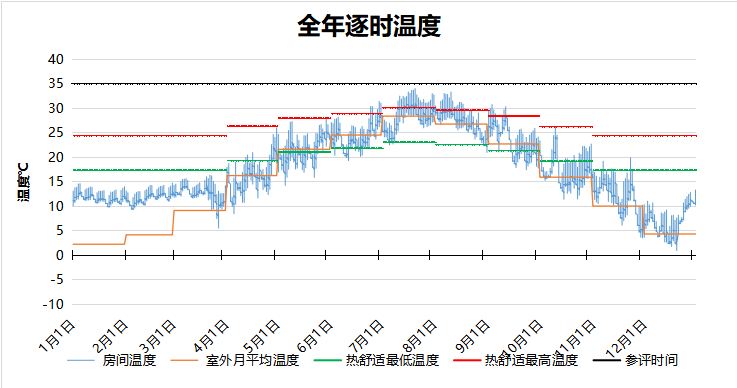 全年逐时温度
温度℃
40
35
30
25
20
15
10
5
0
-5
-10
1月1日
2月1日
3月1日
4月1日
5月1日
6月1日
7月1日
8月1日
9月1日
10月1日
11月1日
12月1日
房间温度 室外月平均温度 热舒适最低温度 热舒适最高温度 参评时间